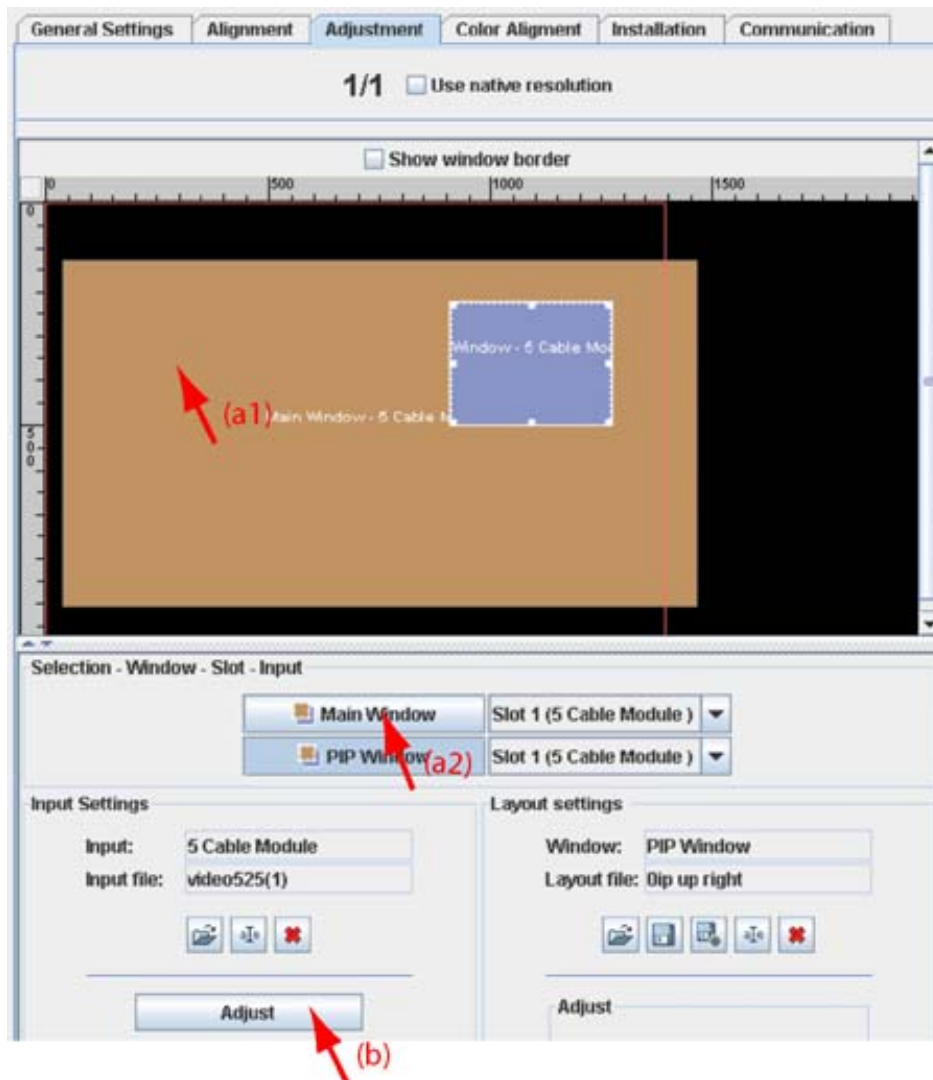 General Settings Alignment Adjustment Color Aligment Installation Communication
1/1 Use native resolution
Show window border
0 500 1000 1500
0
Window - 5 Cable Mo
(a1) Main Window - 5 Cable M
500
Selection - Window - Slot - Input
Main Window Slot 1 (5 Cable Module )
PIP Window (a2) Slot 1 (5 Cable Module )
Input Settings Layout settings
Input: 5 Cable Module Window: PIP Window
Input file: video525(1) Layout file: 0ip up right
Adjust Adjust
(b)